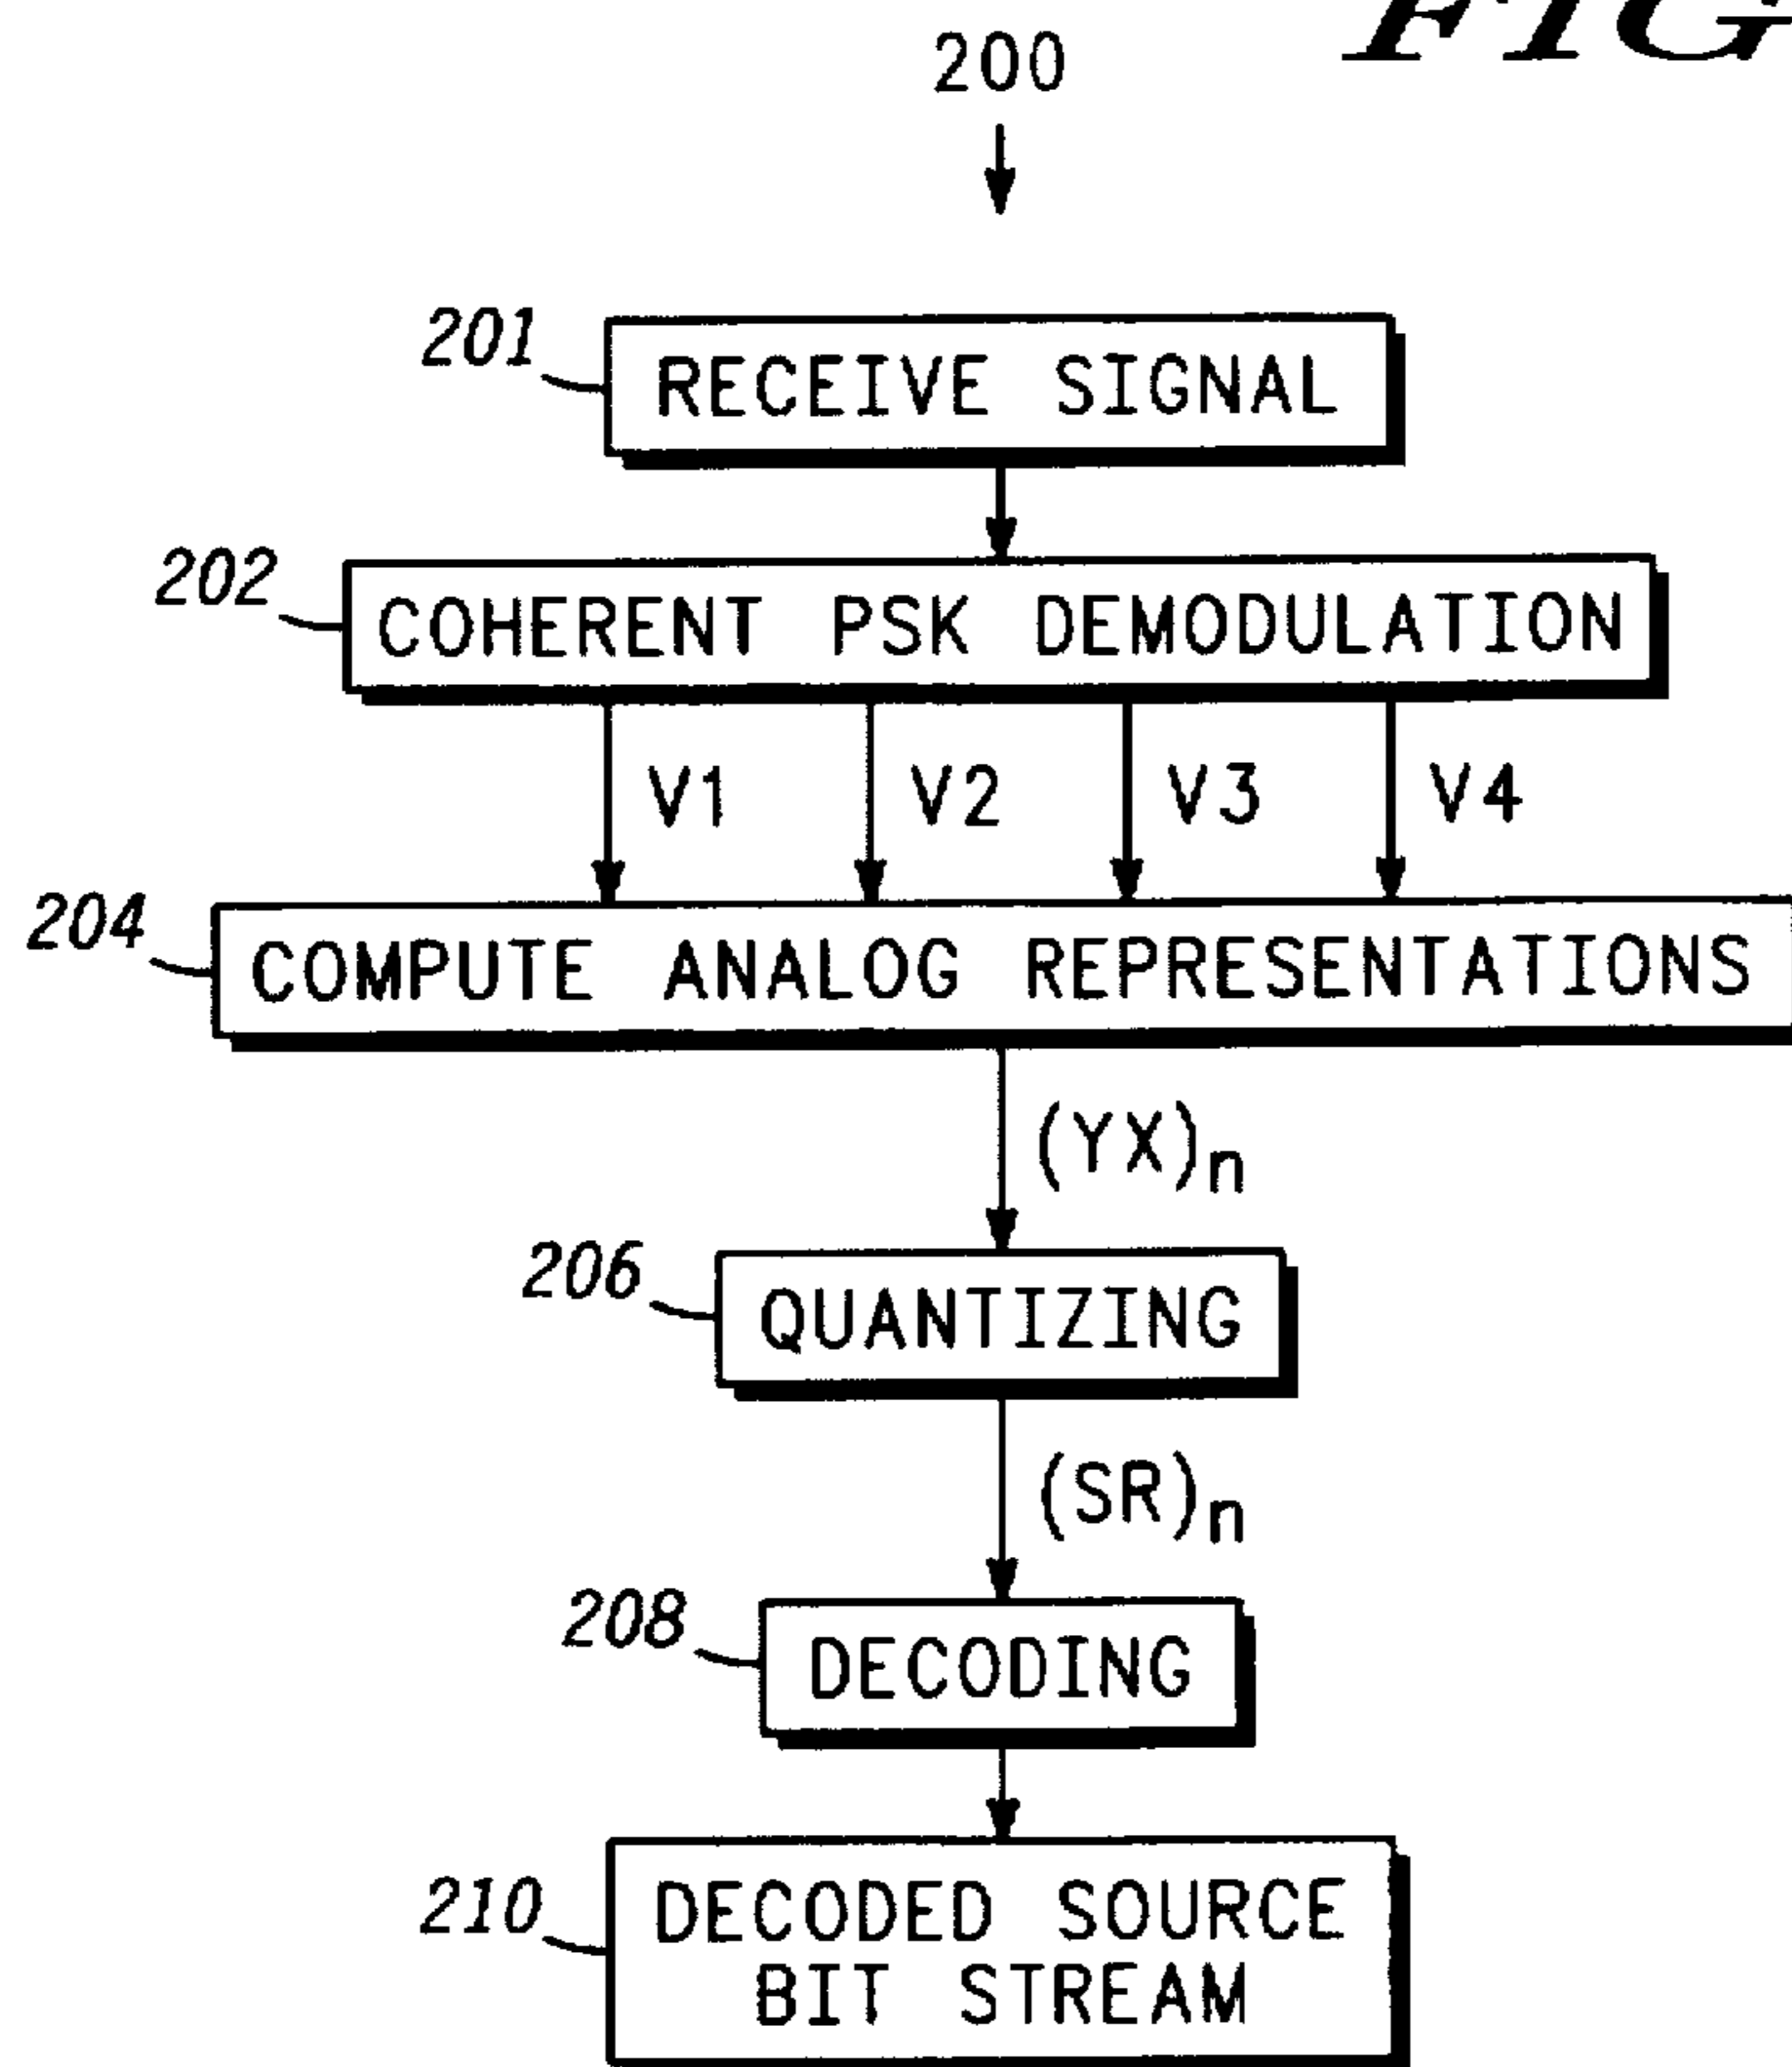 FIG
200
201
RECEIVE SIGNAL
202
COHERENT PSK DEMODULATION
V1 V2 V3 V4
204
COMPUTE ANALOG REPRESENTATIONS
(YX)n
206
QUANTIZING
(SR)n
208
DECODING
210
DECODED SOURCE
BIT STREAM